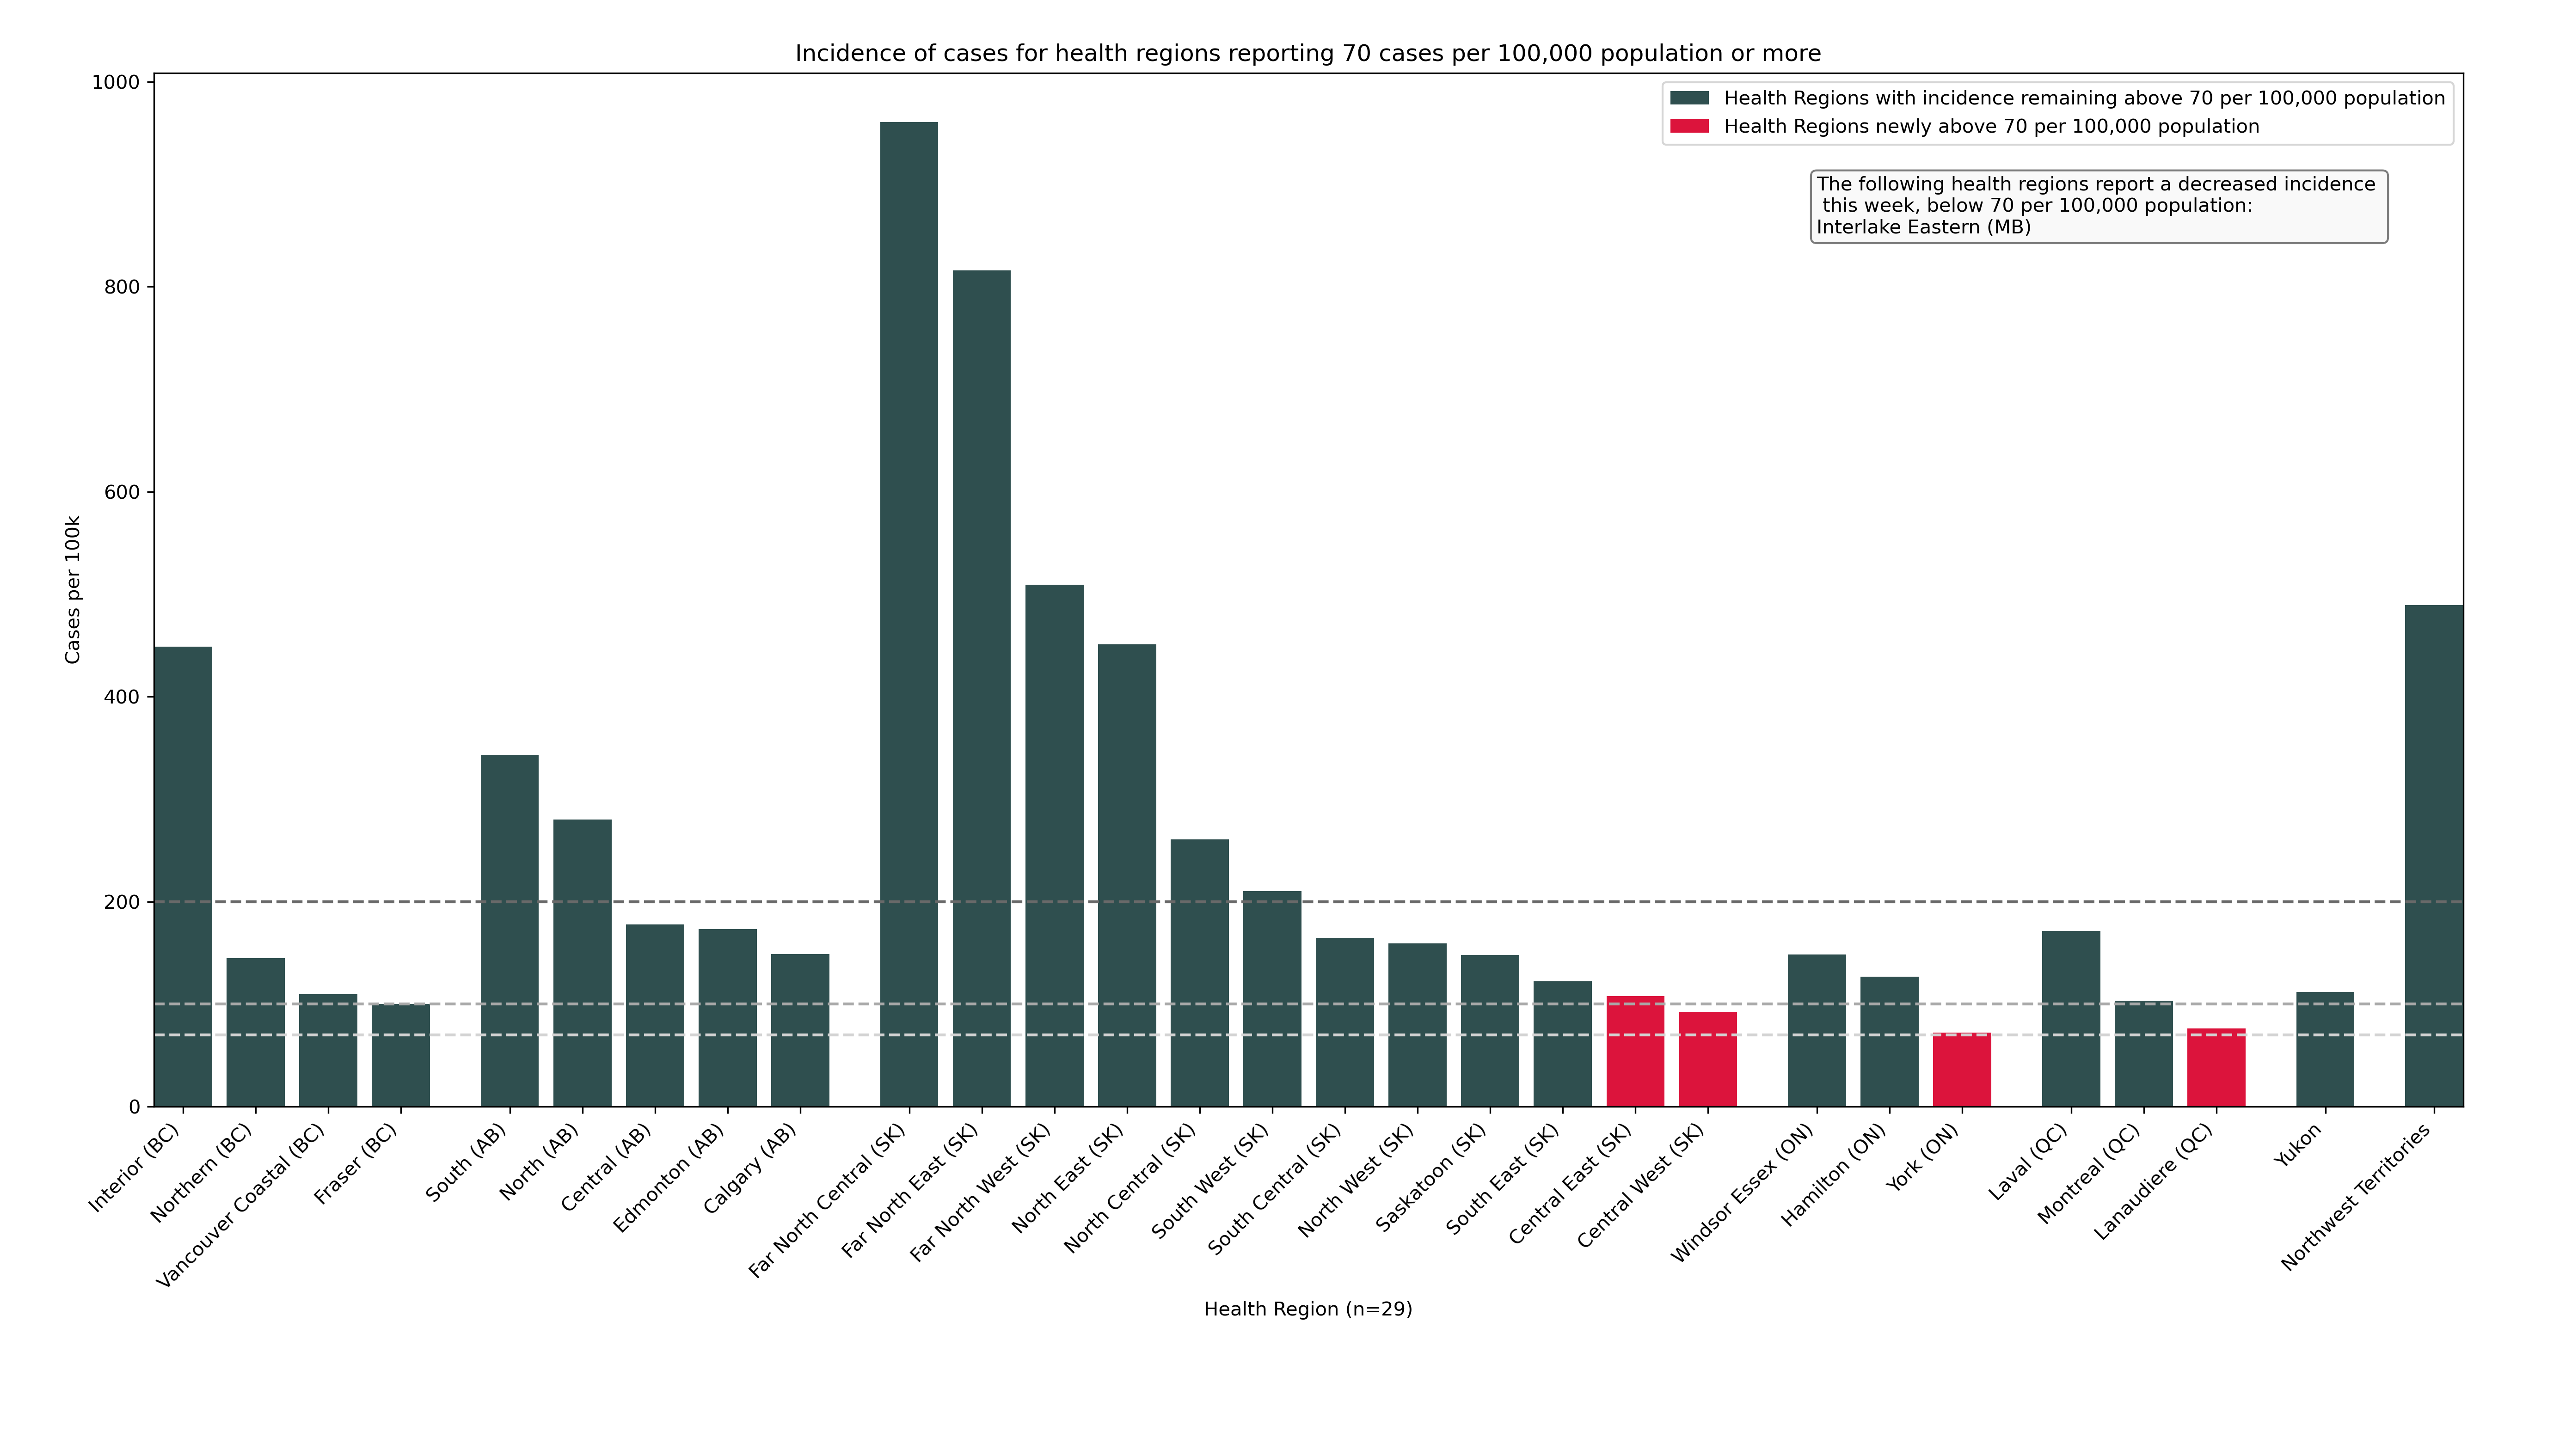 Incidence of cases for health regions reporting 70 cases per 100,000 population or more
1000
800
600
400
200
0
Cases per 100k
Health Regions with incidence remaining above 70 per 100,000 population
Health Regions newly above 70 per 100,000 population
The following health regions report a decreased incidence
this week, below 70 per 100,000 population:
Interlake Eastern (MB)
Interior (BC)
Northern (BC)
Vancouver Coastal (BC)
Fraser (BC)
South (AB)
North (AB)
Central (AB)
Edmonton (AB)
Calgary (AB)
Far North Central (SK)
Far North East (SK)
Far North West (SK)
North East (SK)
North Central (SK)
South West (SK)
South Central (SK)
North West (SK)
Saskatoon (SK)
South East (SK)
Central East (SK)
Central West (SK)
Windsor Essex (ON)
Hamilton (ON)
York (ON)
Laval (QC)
Montreal (QC)
Lanaudiere (QC)
Yukon
Northwest Territories
Health Region (n=29)